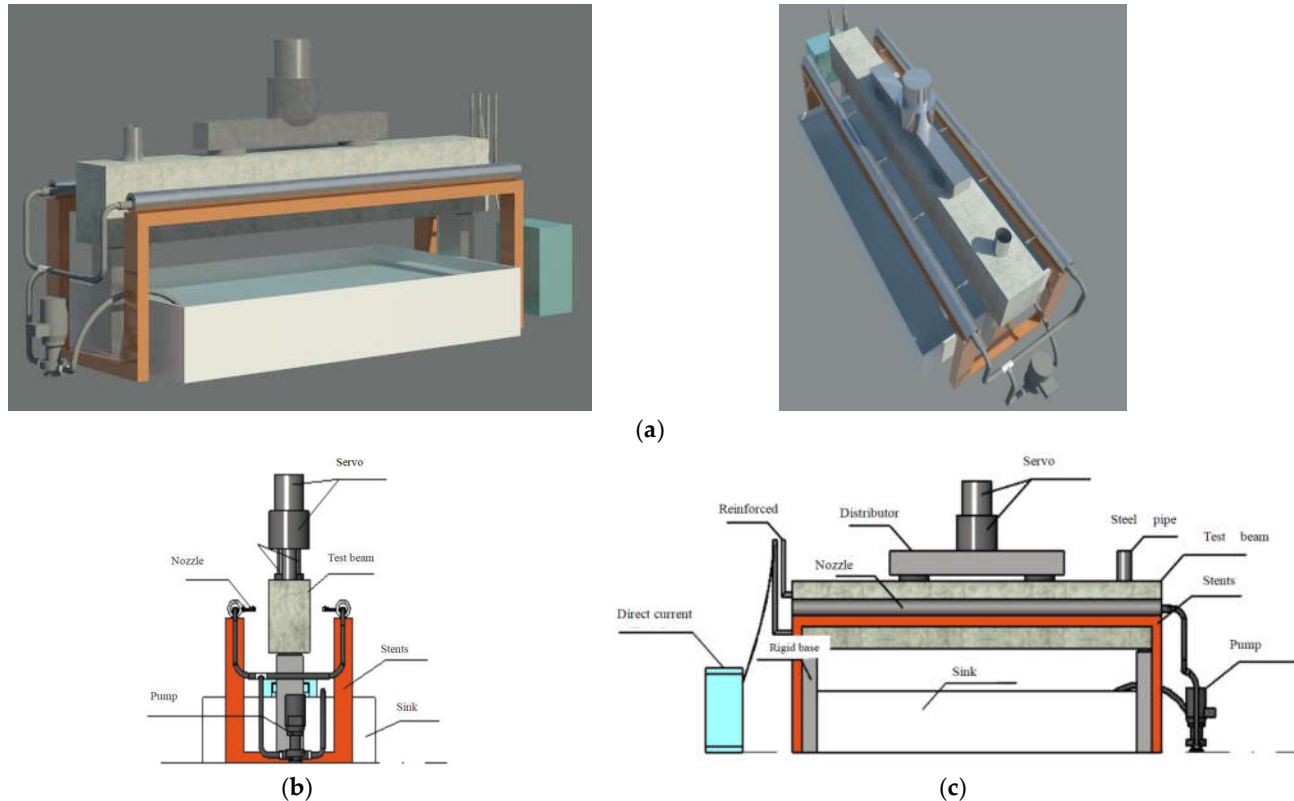 (a)
Servo
Nozzle
Test beam
Stents
Pump
Sink
(b)
Servo
Reinforced
Distributor
Steel pipe
Test beam
Nozzle
Stents
Direct current
Rigid base
Pump
Sink
(c)